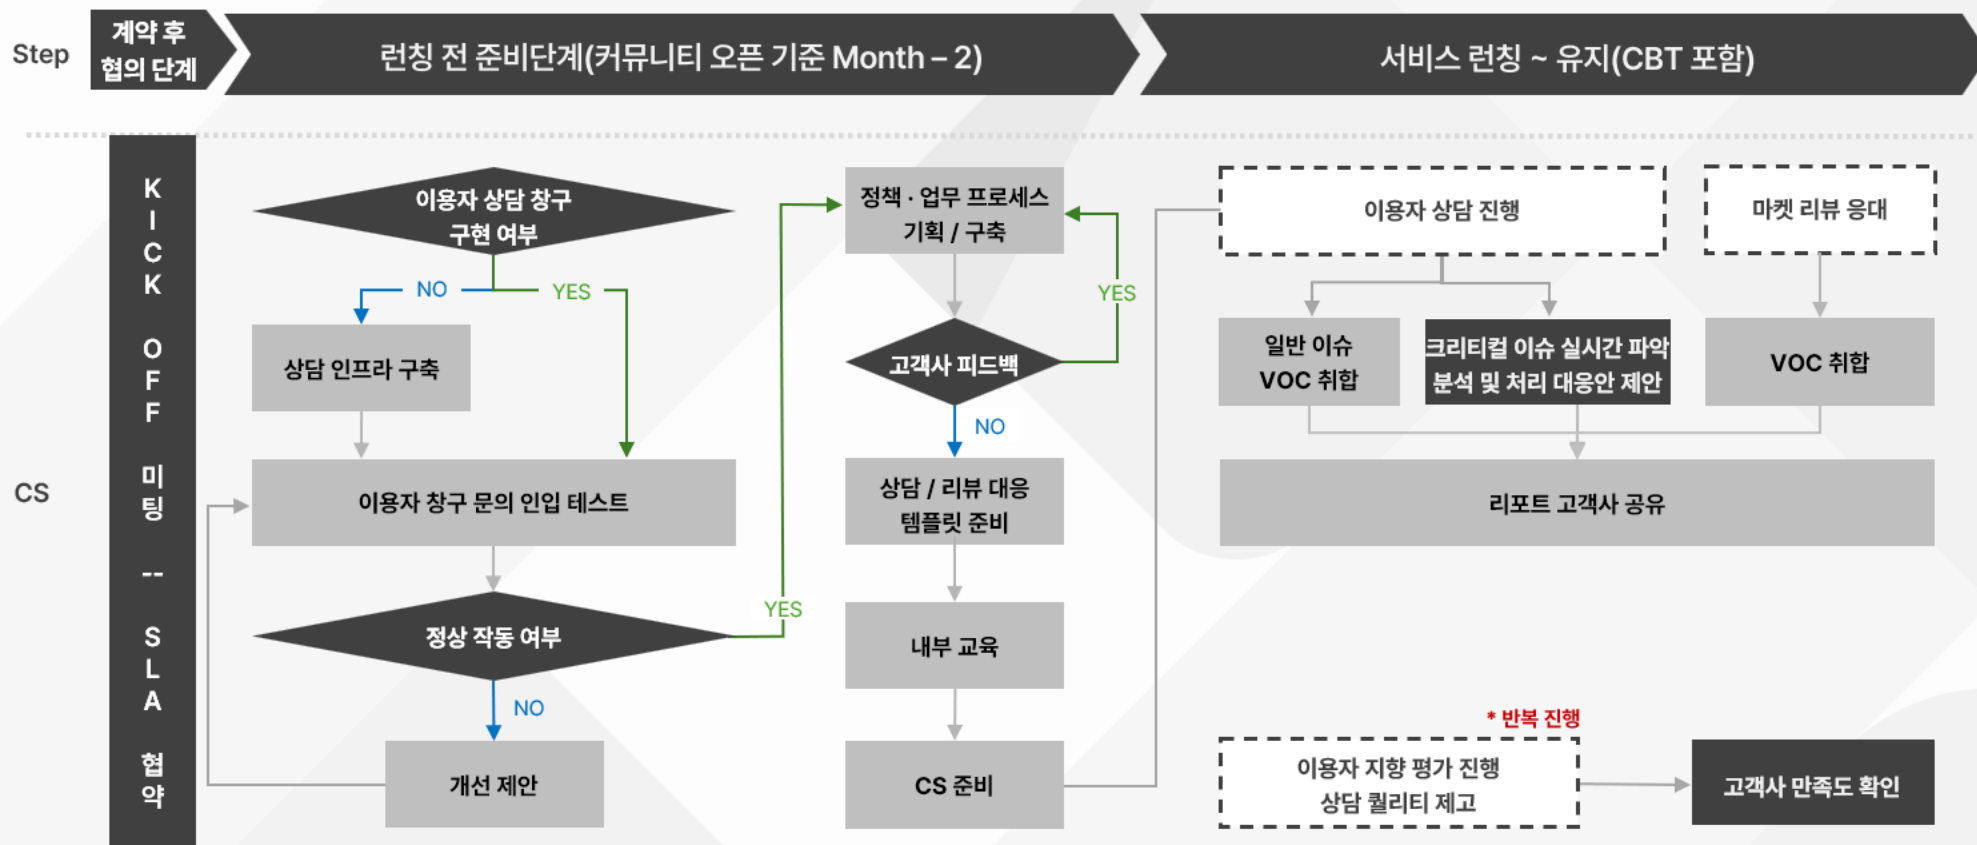 Step
계약 후
협의 단계
런칭 전 준비단계(커뮤니티 오픈 기준 Month – 2)
서비스 런칭 ~ 유지(CBT 포함)
CS
KICK OFF 미팅 -- SLA 협약
이용자 상담 창구
구현 여부
NO
YES
상담 인프라 구축
이용자 창구 문의 인입 테스트
정상 작동 여부
YES
NO
개선 제안
정책 · 업무 프로세스
기획 / 구축
YES
고객사 피드백
NO
상담 / 리뷰 대응
템플릿 준비
내부 교육
CS 준비
이용자 상담 진행
마켓 리뷰 응대
일반 이슈
VOC 취합
크리티컬 이슈 실시간 파악
분석 및 처리 대응안 제안
VOC 취합
리포트 고객사 공유
* 반복 진행
이용자 지향 평가 진행
상담 퀄리티 제고
고객사 만족도 확인